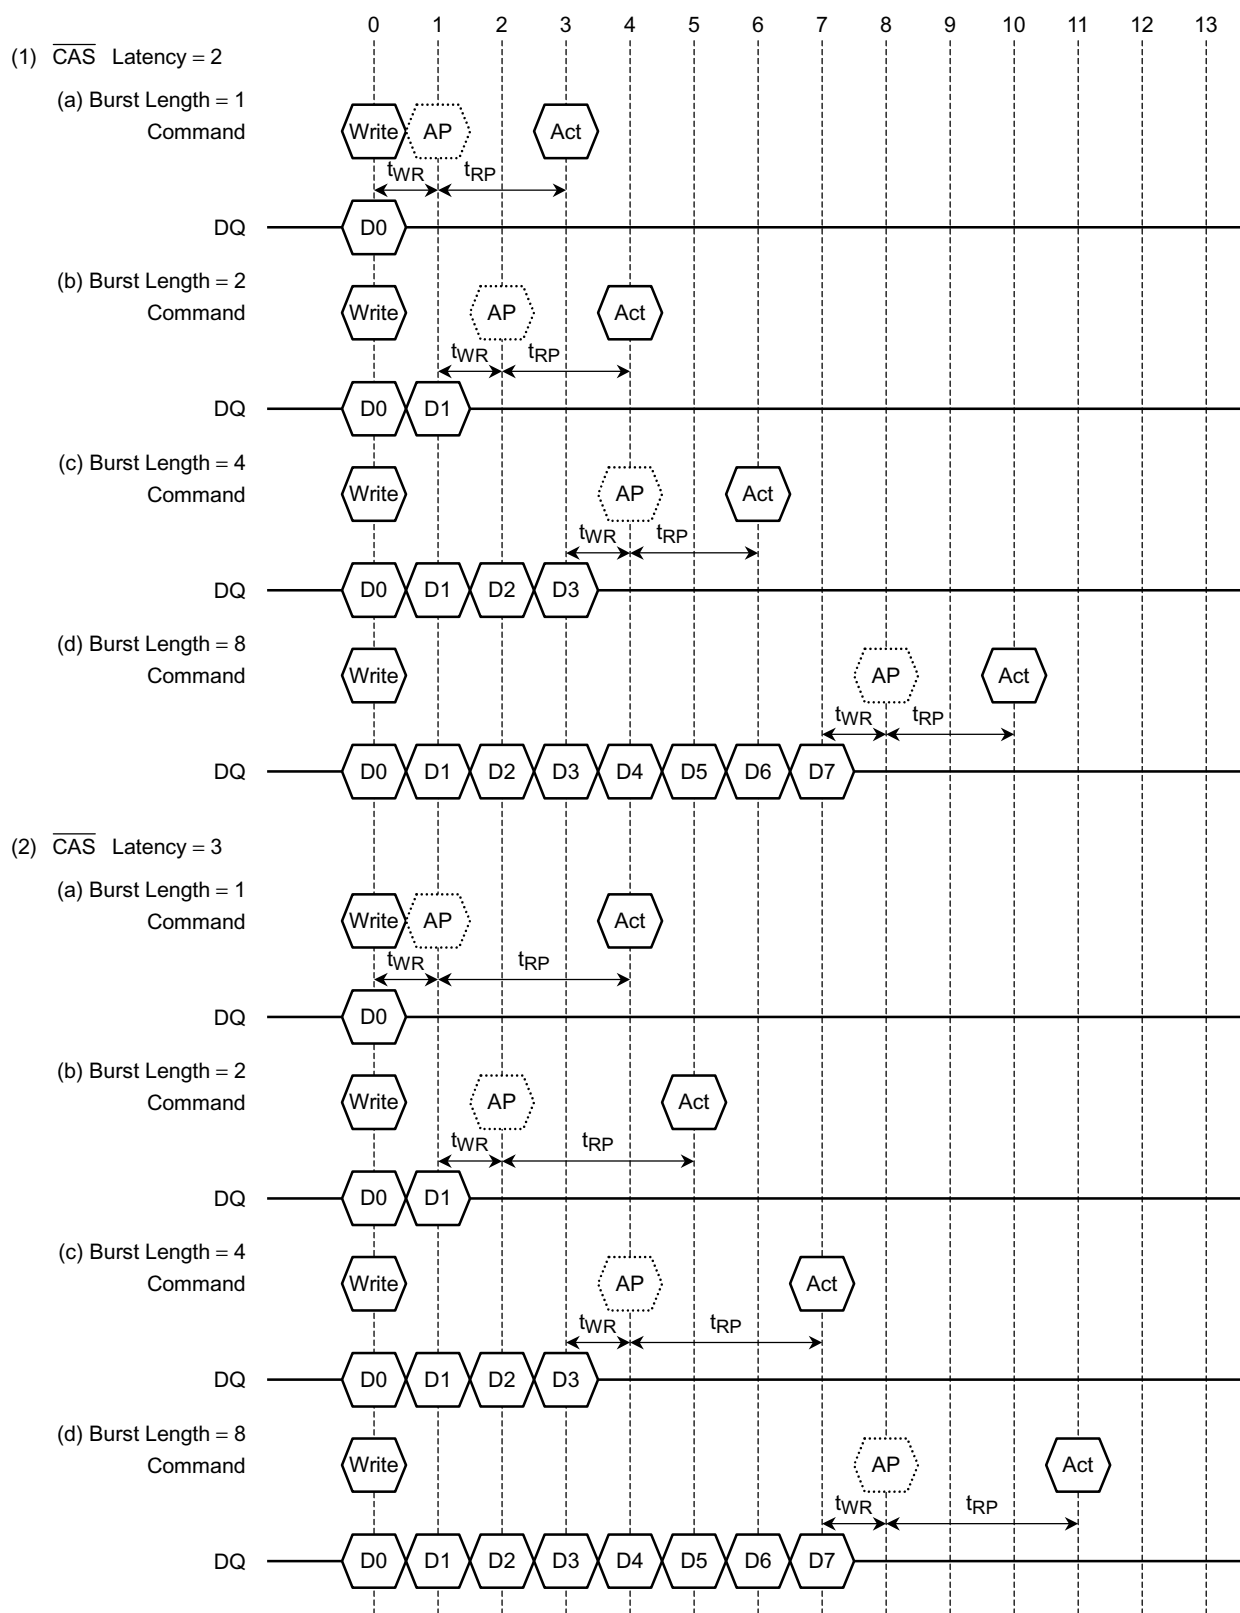 0 1 2 3 4 5 6 7 8 9 10 11 12 13
(1) CAS Latency = 2
(a) Burst Length = 1
Command Write AP Act
tWR tRP
DQ D0
(b) Burst Length = 2
Command Write AP Act
tWR tRP
DQ D0 D1
(c) Burst Length = 4
Command Write AP Act
tWR tRP
DQ D0 D1 D2 D3
(d) Burst Length = 8
Command Write AP Act
tWR tRP
DQ D0 D1 D2 D3 D4 D5 D6 D7
(2) CAS Latency = 3
(a) Burst Length = 1
Command Write AP Act
tWR tRP
DQ D0
(b) Burst Length = 2
Command Write AP Act
tWR tRP
DQ D0 D1
(c) Burst Length = 4
Command Write AP Act
tWR tRP
DQ D0 D1 D2 D3
(d) Burst Length = 8
Command Write AP Act
tWR tRP
DQ D0 D1 D2 D3 D4 D5 D6 D7